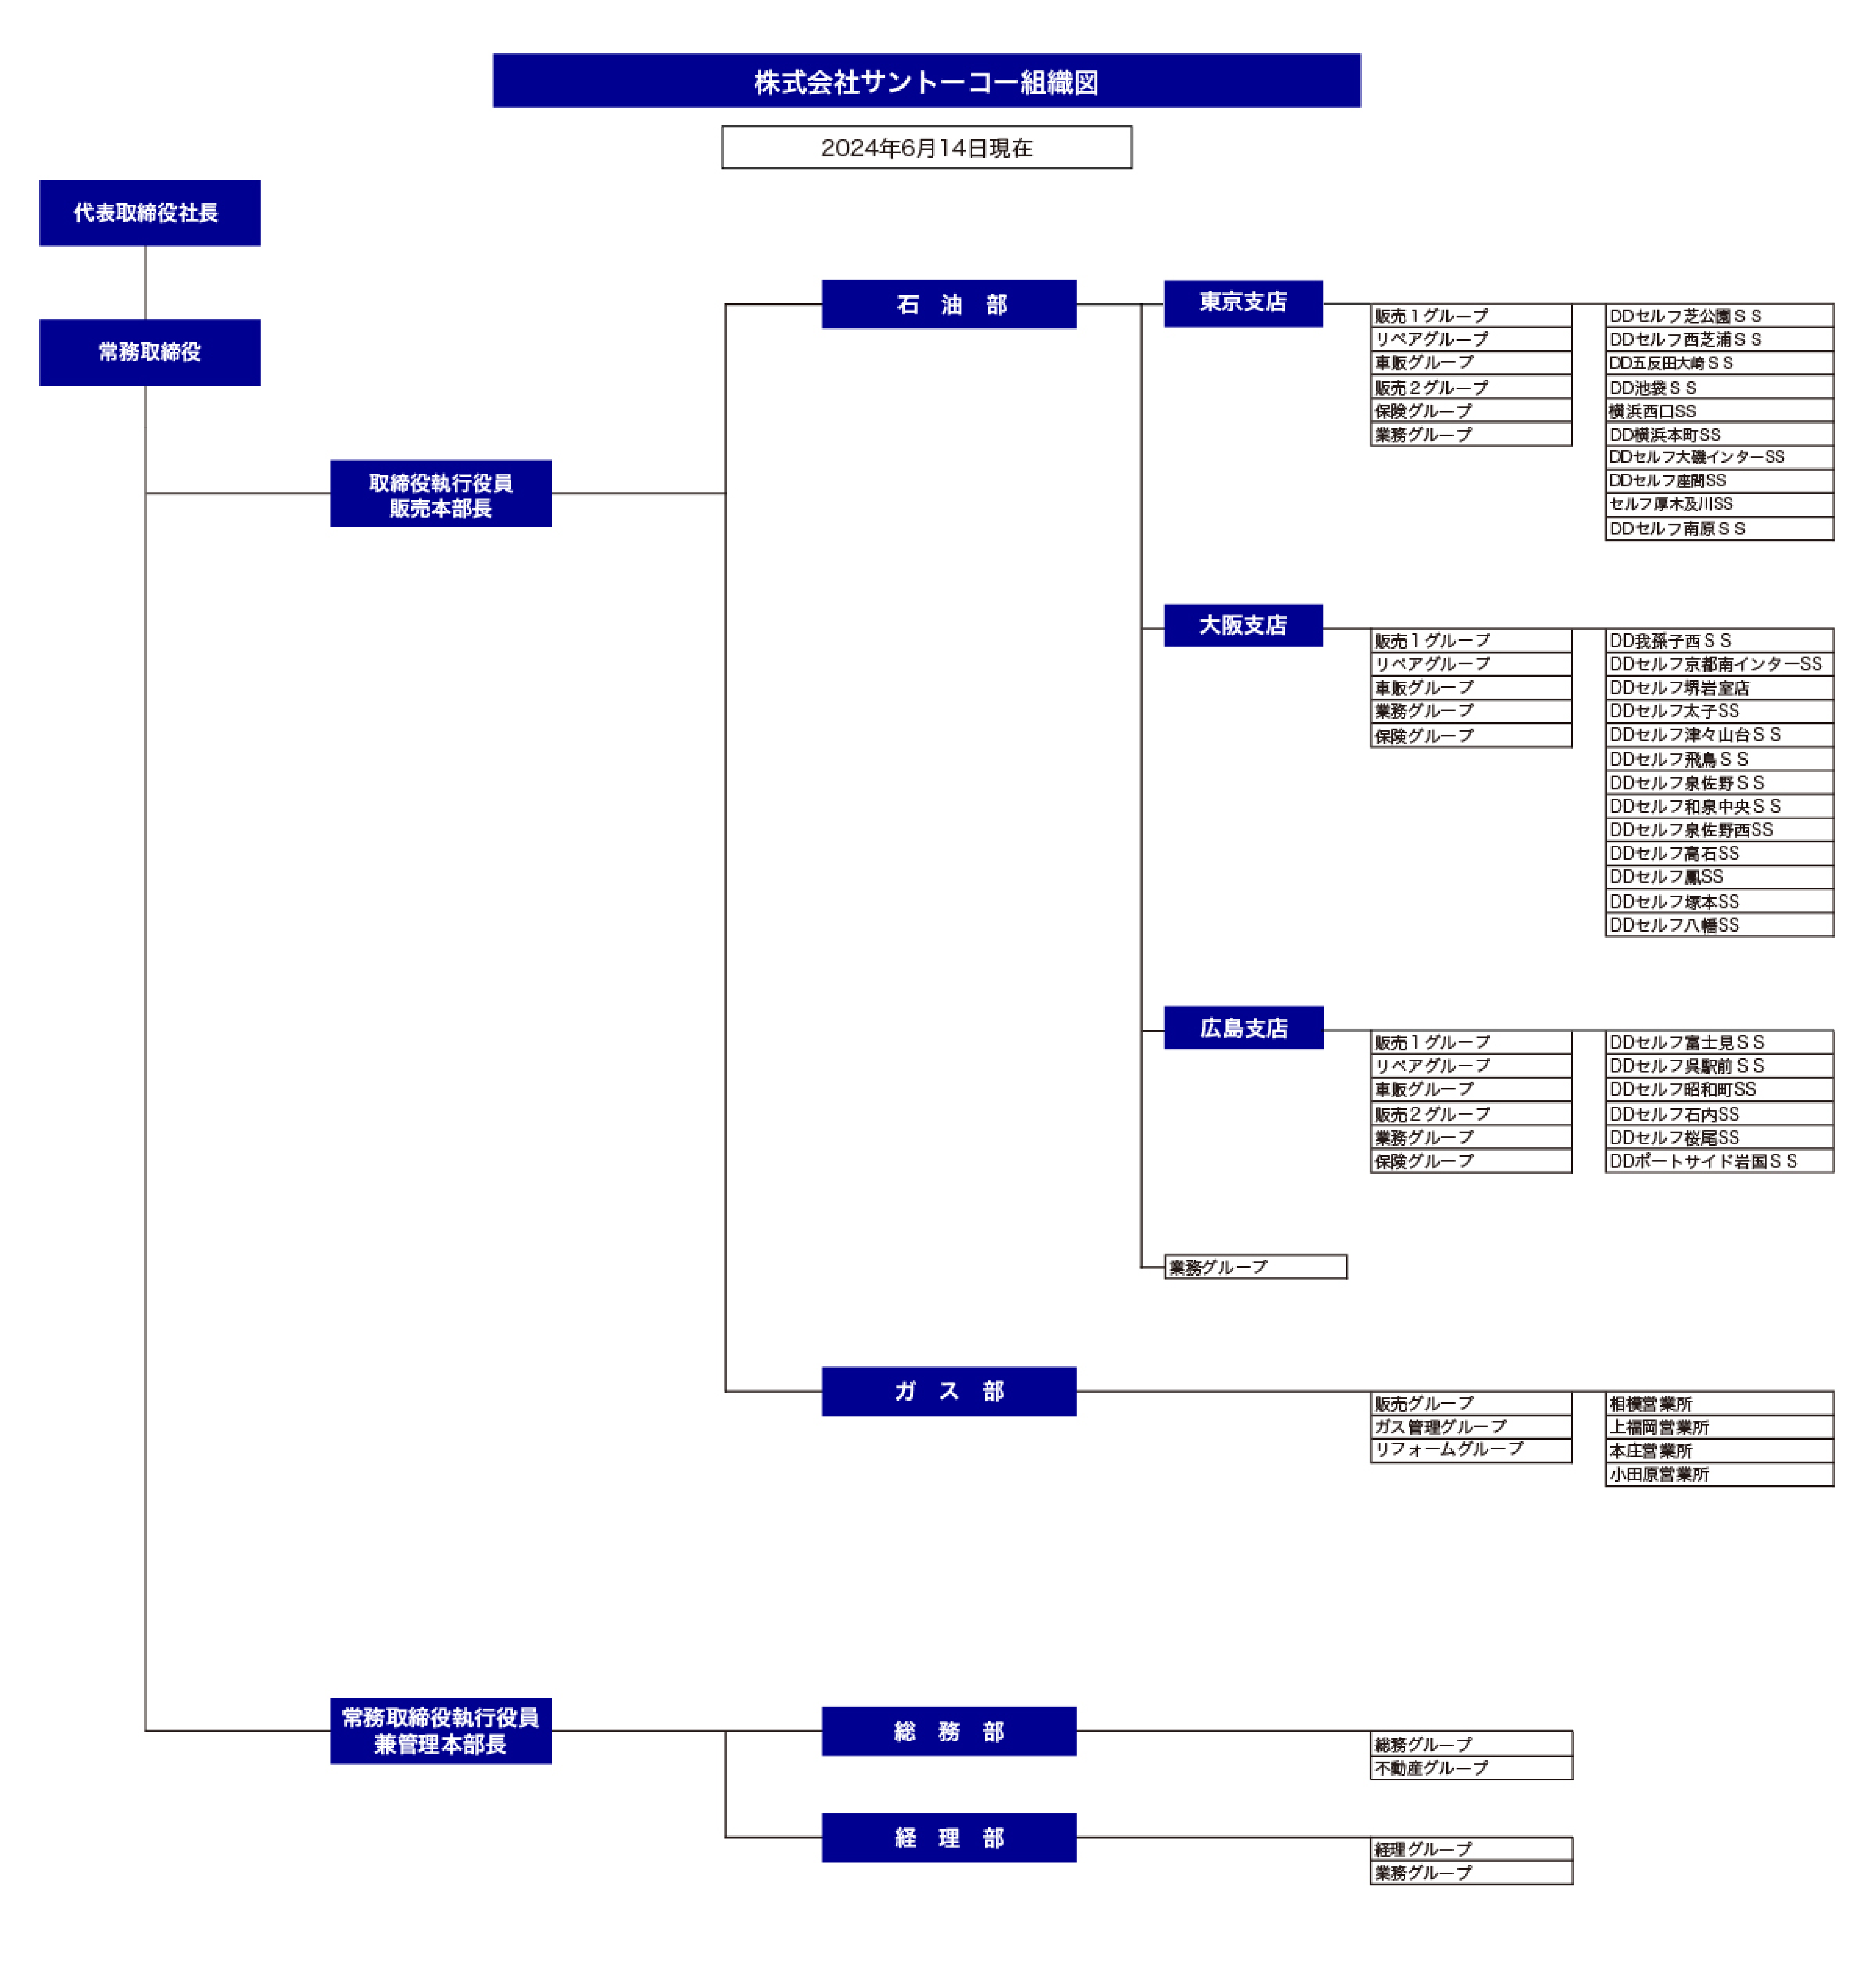 株式会社サントーコー組織図
2024年6月14日現在
代表取締役社長
常務取締役
取締役執行役員
販売本部長
石　油　部
東京支店
販売１グループ
リペアグループ
車販グループ
販売２グループ
保険グループ
業務グループ
DDセルフ芝公園ＳＳ
DDセルフ西芝浦ＳＳ
DD五反田大崎ＳＳ
DD池袋ＳＳ
横浜西口SS
DD横浜本町SS
DDセルフ大磯インターSS
DDセルフ座間SS
セルフ厚木及川SS
DDセルフ南原ＳＳ
大阪支店
販売１グループ
リペアグループ
車販グループ
業務グループ
保険グループ
DD我孫子西ＳＳ
DDセルフ京都南インターSS
DDセルフ堺岩室店
DDセルフ太子SS
DDセルフ津々山台ＳＳ
DDセルフ飛鳥ＳＳ
DDセルフ泉佐野ＳＳ
DDセルフ和泉中央ＳＳ
DDセルフ泉佐野西SS
DDセルフ高石SS
DDセルフ鳳SS
DDセルフ塚本SS
DDセルフ八幡SS
広島支店
販売１グループ
リペアグループ
車販グループ
販売２グループ
業務グループ
保険グループ
DDセルフ富士見ＳＳ
DDセルフ呉駅前ＳＳ
DDセルフ昭和町SS
DDセルフ石内SS
DDセルフ桜尾SS
DDポートサイド岩国ＳＳ
業務グループ
ガ　ス　部
販売グループ
ガス管理グループ
リフォームグループ
相模営業所
上福岡営業所
本庄営業所
小田原営業所
常務取締役執行役員
兼管理本部長
総　務　部
総務グループ
不動産グループ
経　理　部
経理グループ
業務グループ